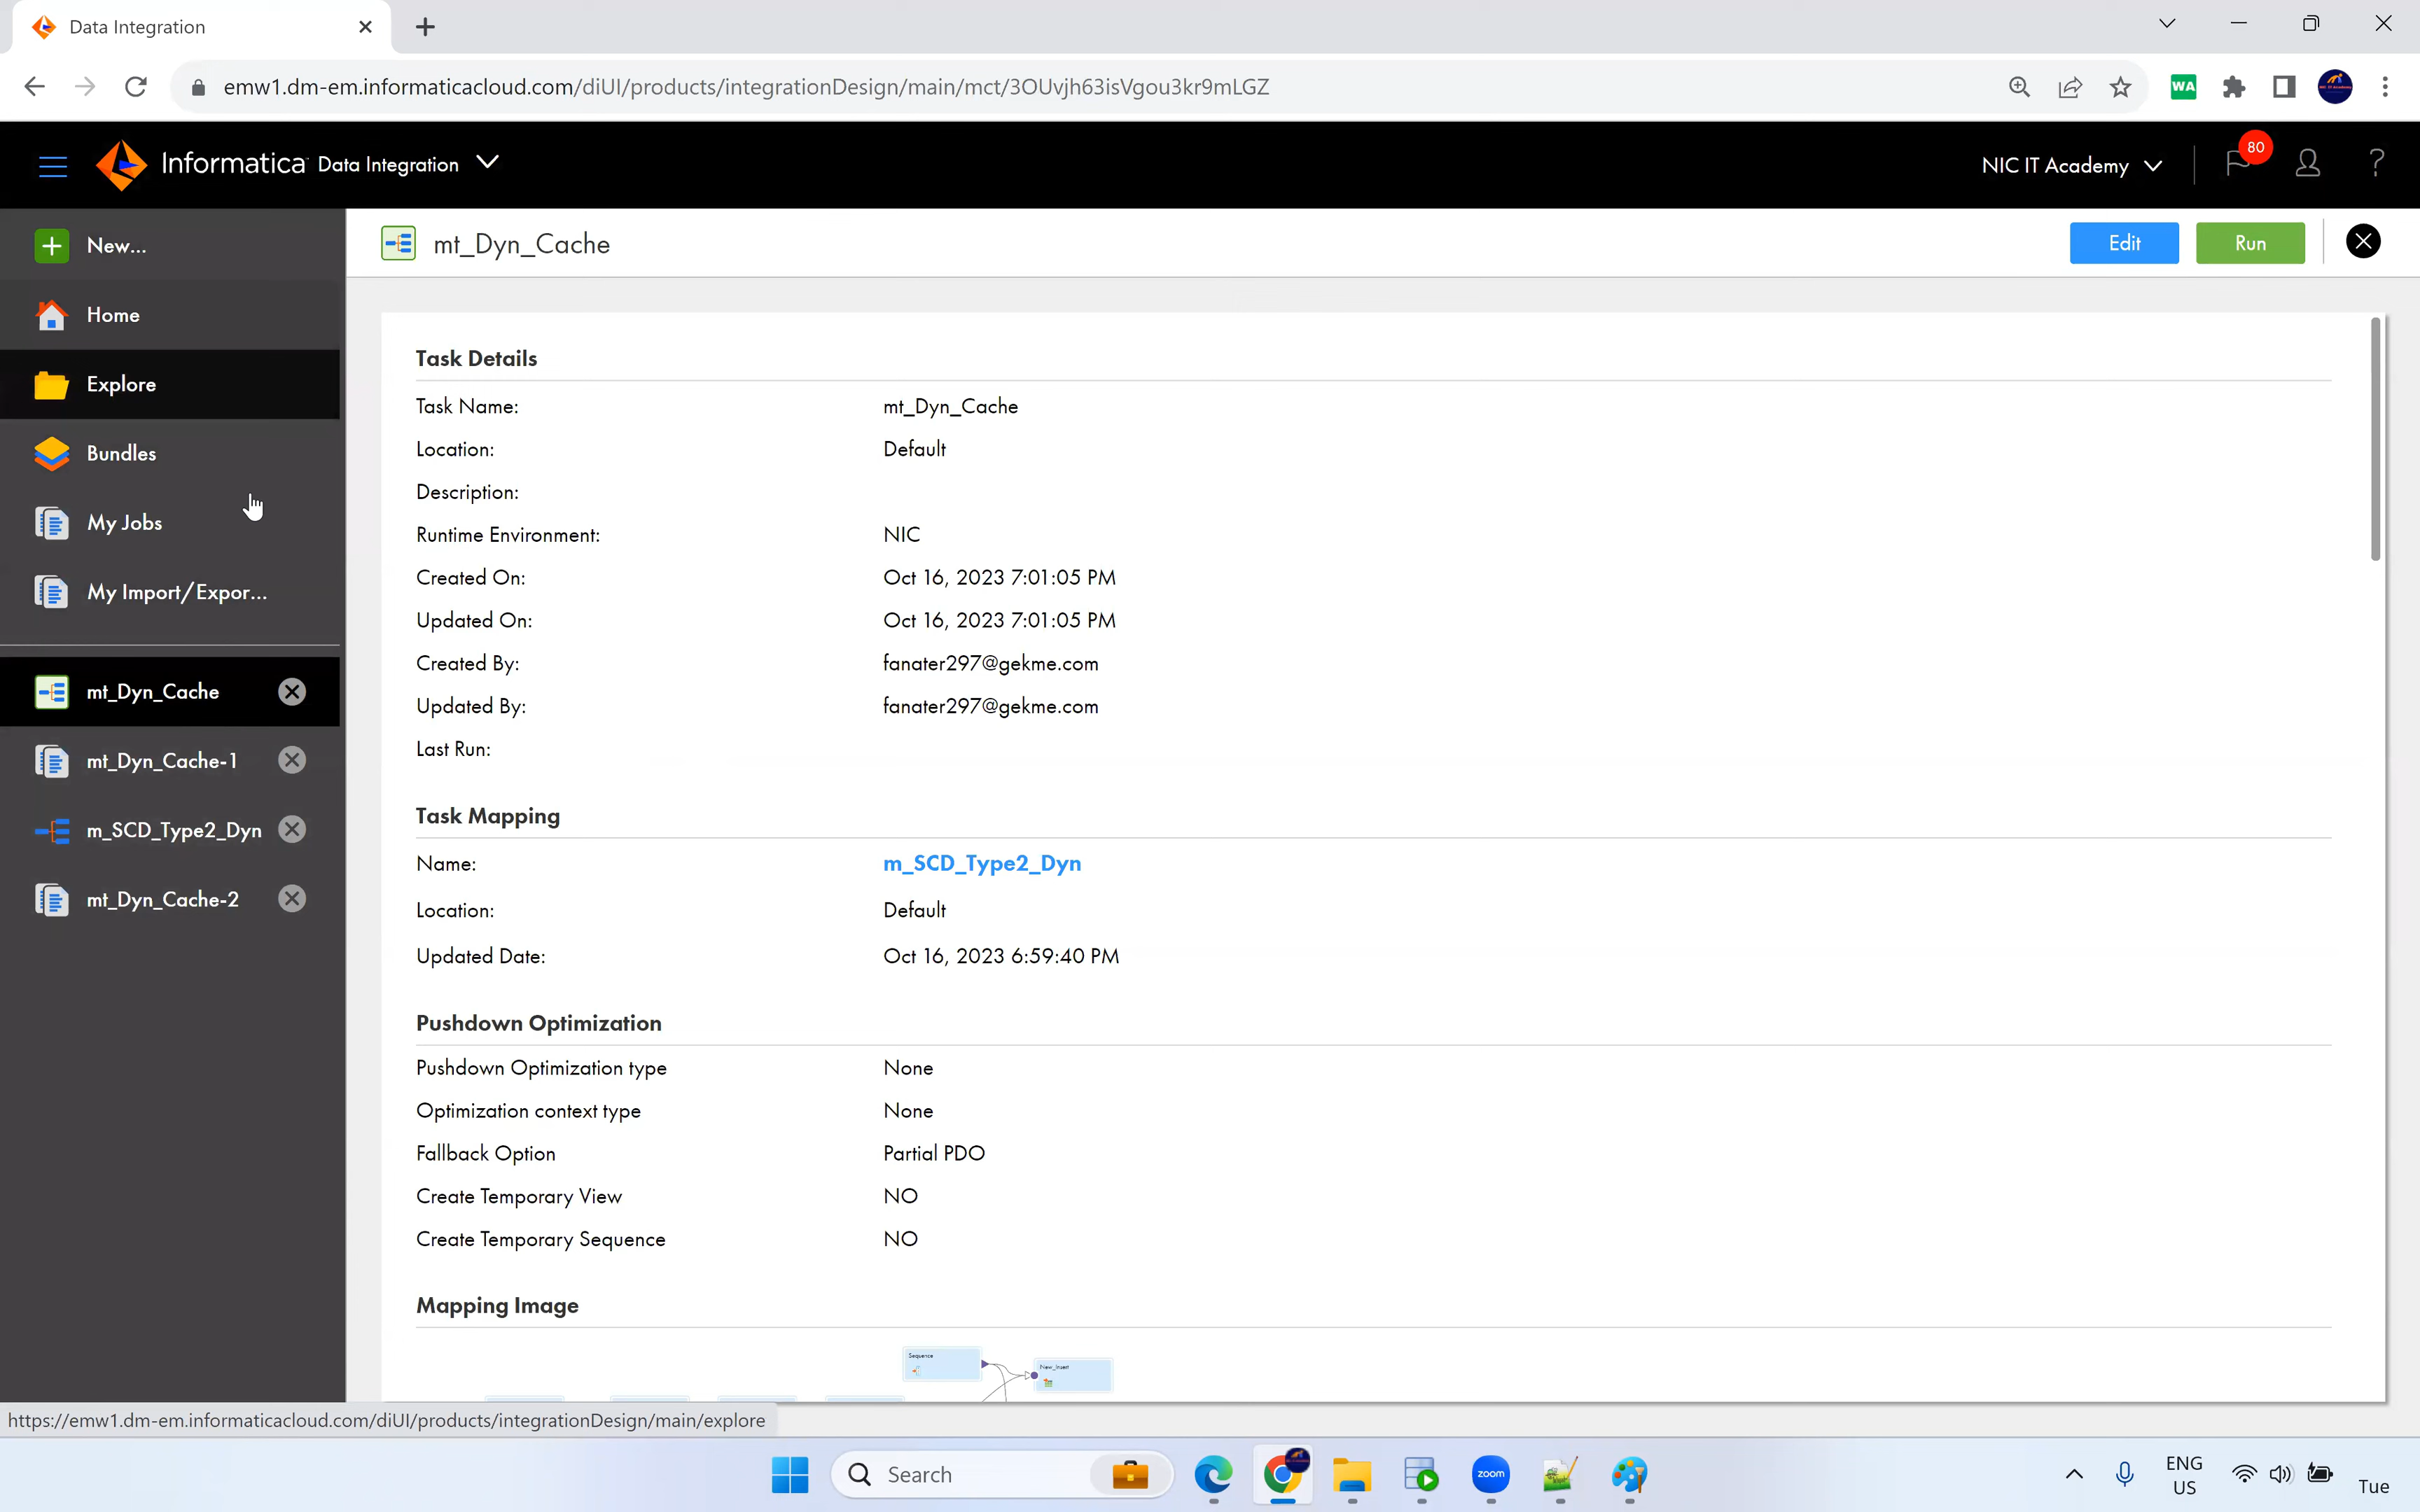 Data Integration
emw1.dm-em.informaticacloud.com/diUI/products/integrationDesign/main/mct/3OUvjh63isVgou3kr9mLGZ
WA
Informatica Data Integration
NIC IT Academy
80
?
New...
Home
Explore
Bundles
My Jobs
My Import/Expor...
mt_Dyn_Cache
mt_Dyn_Cache-1
m_SCD_Type2_Dyn
mt_Dyn_Cache-2
mt_Dyn_Cache
Edit
Run
Task Details
Task Name: mt_Dyn_Cache
Location: Default
Description:
Runtime Environment: NIC
Created On: Oct 16, 2023 7:01:05 PM
Updated On: Oct 16, 2023 7:01:05 PM
Created By: fanater297@gekme.com
Updated By: fanater297@gekme.com
Last Run:
Task Mapping
Name: m_SCD_Type2_Dyn
Location: Default
Updated Date: Oct 16, 2023 6:59:40 PM
Pushdown Optimization
Pushdown Optimization type None
Optimization context type None
Fallback Option Partial PDO
Create Temporary View NO
Create Temporary Sequence NO
Mapping Image
Sequence
New_Insert
https://emw1.dm-em.informaticacloud.com/diUI/products/integrationDesign/main/explore
Search
zoom
ENG
US
Tue